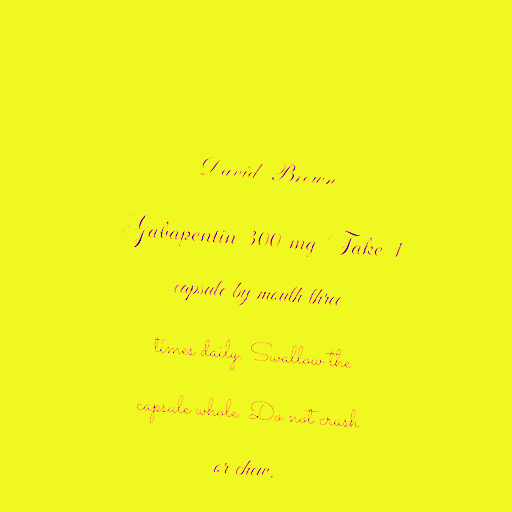 David Brown
Gabapentin 300 mg Take 1
capsule by mouth three
times daily. Swallow the
capsule whole. Do not crush
or chew.